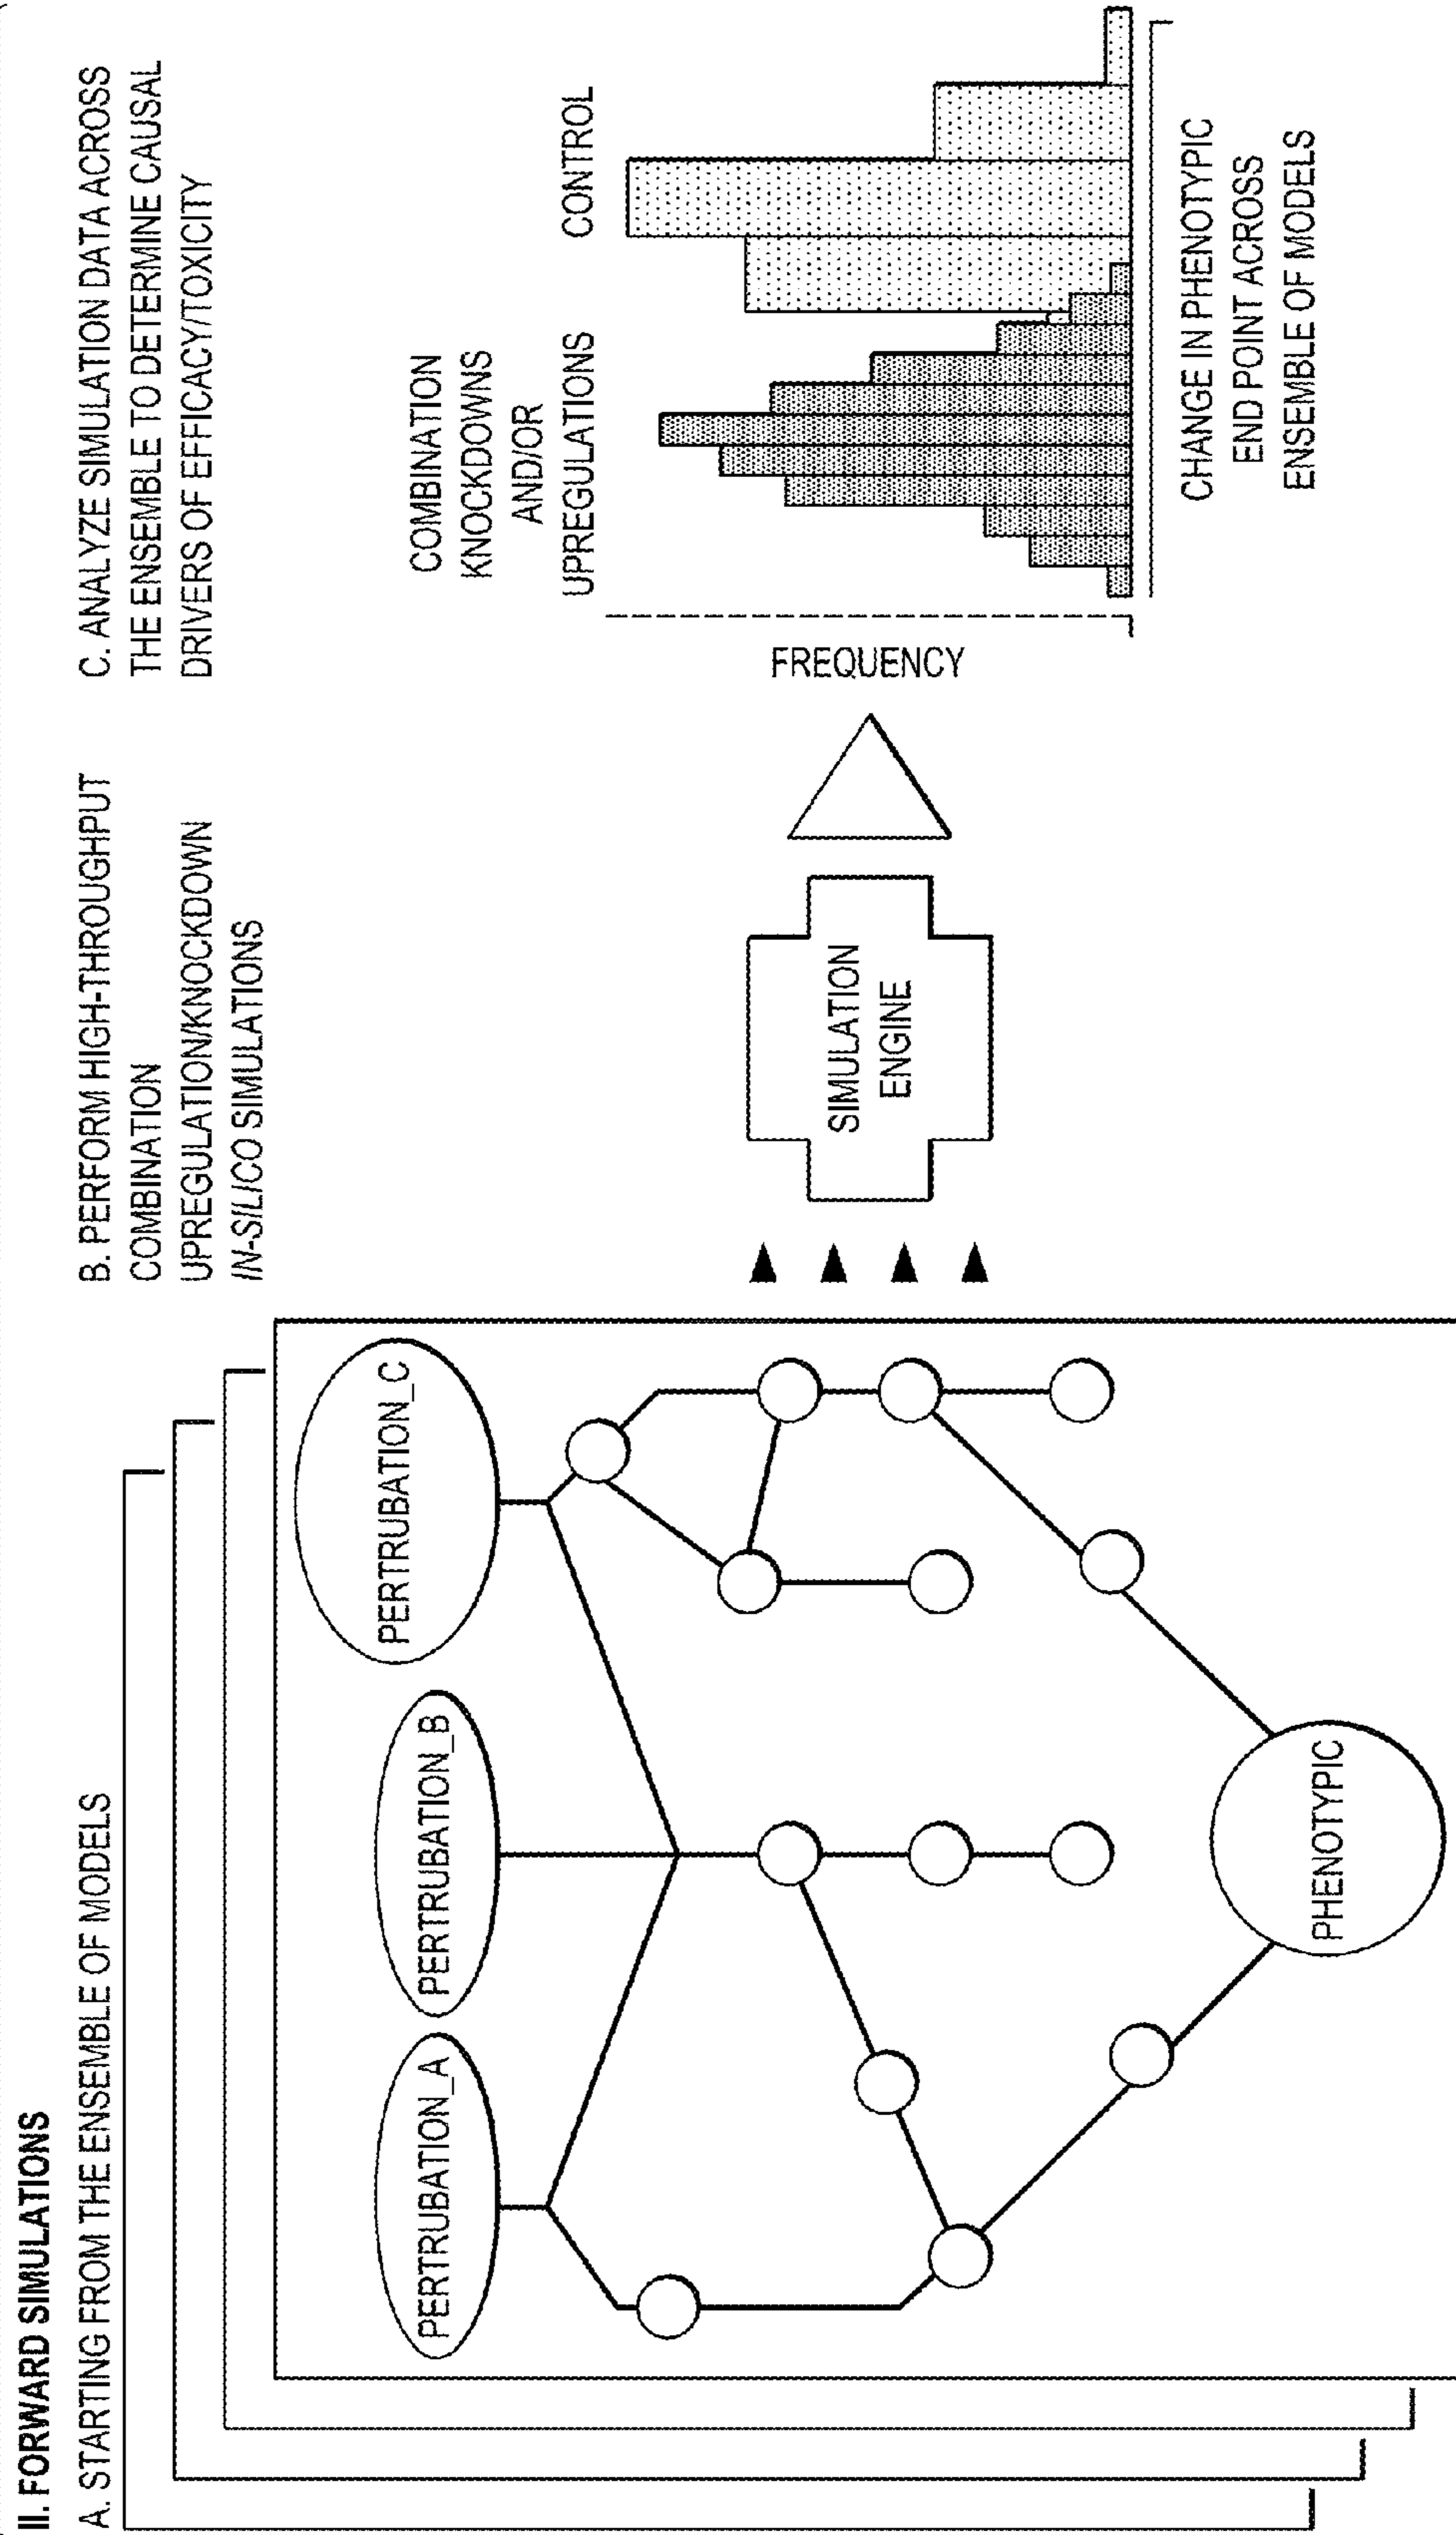 II. FORWARD SIMULATIONS
A. STARTING FROM THE ENSEMBLE OF MODELS
PERTRUBATION_A
PERTRUBATION_B
PERTRUBATION_C
PHENOTYPIC
B. PERFORM HIGH-THROUGHPUT
COMBINATION
UPREGULATION/KNOCKDOWN
IN-SILICO SIMULATIONS
SIMULATION
ENGINE
C. ANALYZE SIMULATION DATA ACROSS
THE ENSEMBLE TO DETERMINE CAUSAL
DRIVERS OF EFFICACY/TOXICITY
COMBINATION
KNOCKDOWNS
AND/OR
UPREGULATIONS
CONTROL
FREQUENCY
CHANGE IN PHENOTYPIC
END POINT ACROSS
ENSEMBLE OF MODELS